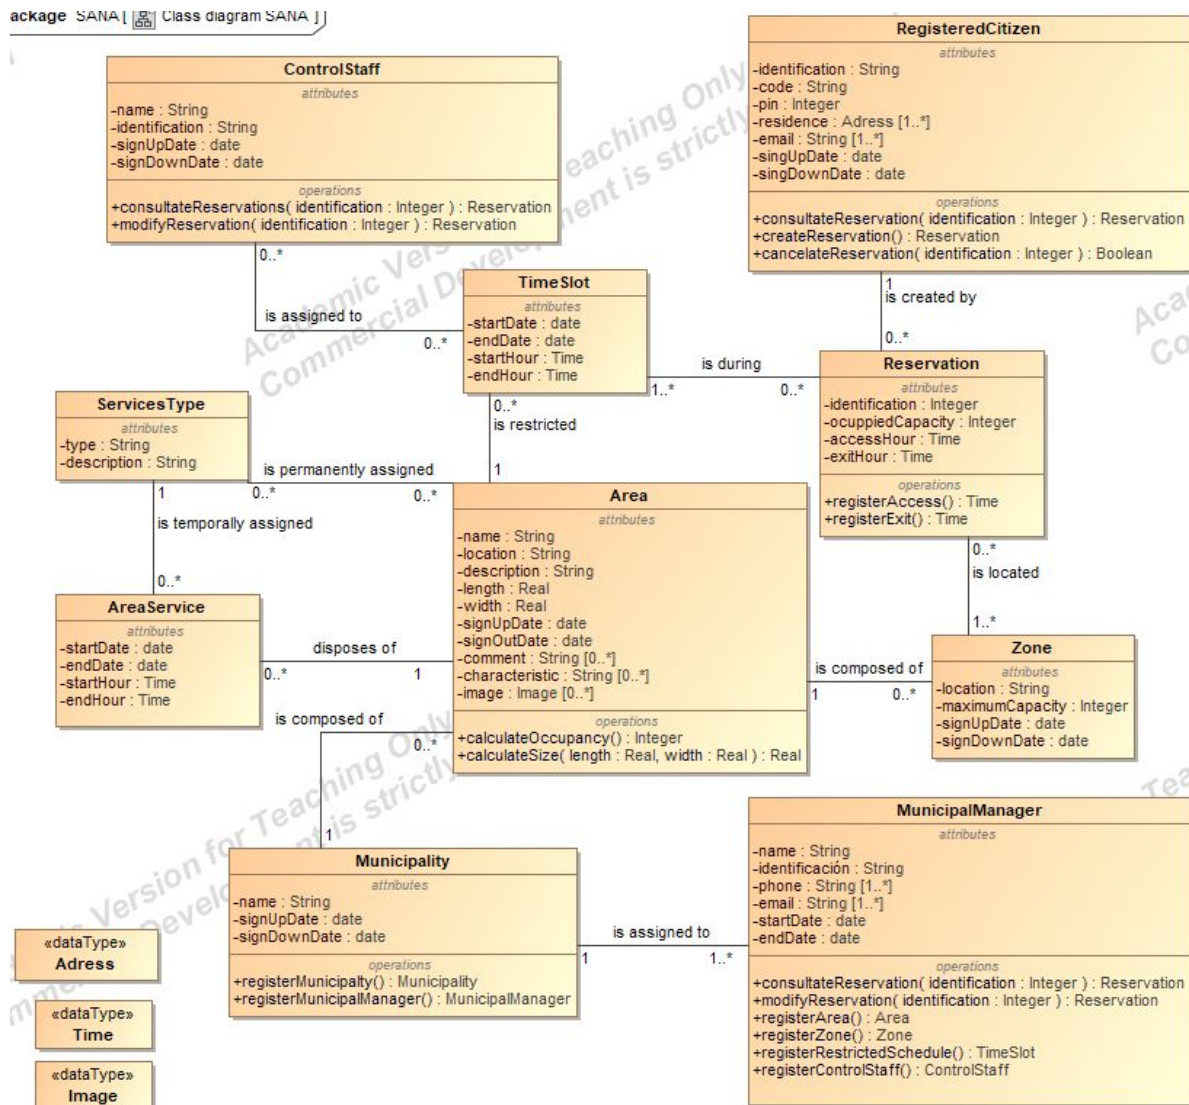 ackage SANA [ Class diagram SANA ]
ControlStaff
attributes
-name : String
-identification : String
-signUpDate : date
-signDownDate : date
operations
+consultateReservations( identification : Integer ) : Reservation
+modifyReservation( identification : Integer ) : Reservation
RegisteredCitizen
attributes
-identification : String
-code : String
-pin : Integer
-residence : Adress [1..*]
-email : String [1..*]
-singUpDate : date
-singDownDate : date
operations
+consultateReservation( identification : Integer ) : Reservation
+createReservation() : Reservation
+cancelateReservation( identification : Integer ) : Boolean
0..*
is assigned to
0..*
TimeSlot
attributes
-startDate : date
-endDate : date
-startHour : Time
-endHour : Time
1
is created by
0..*
is during
1..*
0..*
Reservation
attributes
-identification : Integer
-ocuppiedCapacity : Integer
-accessHour : Time
-exitHour : Time
operations
+registerAccess() : Time
+registerExit() : Time
ServicesType
attributes
-type : String
-description : String
0..*
is restricted
1
is permanently assigned
0..*
0..*
1
is temporally assigned
0..*
Area
attributes
-name : String
-location : String
-description : String
-length : Real
-width : Real
-signUpDate : date
-signOutDate : date
-comment : String [0..*]
-characteristic : String [0..*]
-image : Image [0..*]
operations
+calculateOccupancy() : Integer
+calculateSize( length : Real, width : Real ) : Real
0..*
is located
1..*
AreaService
attributes
-startDate : date
-endDate : date
-startHour : Time
-endHour : Time
disposes of
0..*
1
is composed of
1
0..*
Zone
attributes
-location : String
-maximumCapacity : Integer
-signUpDate : date
-signDownDate : date
is composed of
0..*
1
Municipality
attributes
-name : String
-signUpDate : date
-signDownDate : date
operations
+registerMunicipalty() : Municipality
+registerMunicipalManager() : MunicipalManager
is assigned to
1
1..*
MunicipalManager
attributes
-name : String
-identificación : String
-phone : String [1..*]
-email : String [1..*]
-startDate : date
-endDate : date
operations
+consultateReservation( identification : Integer ) : Reservation
+modifyReservation( identification : Integer ) : Reservation
+registerArea() : Area
+registerZone() : Zone
+registerRestrictedSchedule() : TimeSlot
+registerControlStaff() : ControlStaff
«dataType»
Adress
«dataType»
Time
«dataType»
Image